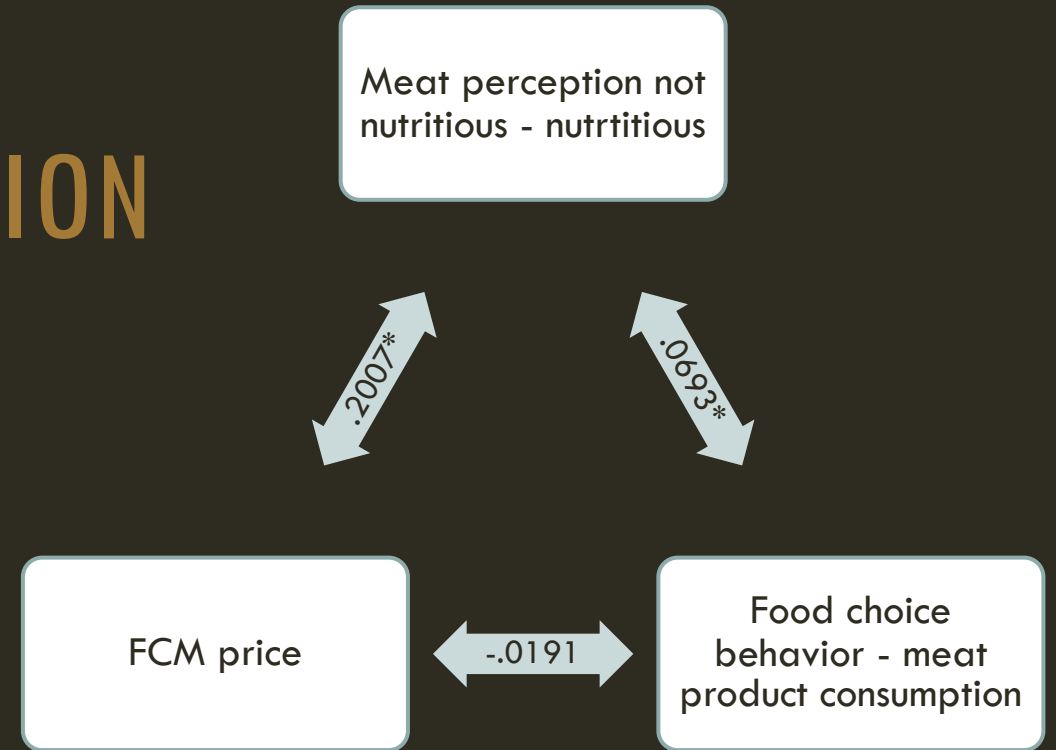 ION
Meat perception not
nutritious - nutrtitious
.2007*
.0693*
FCM price
-.0191
Food choice
behavior - meat
product consumption